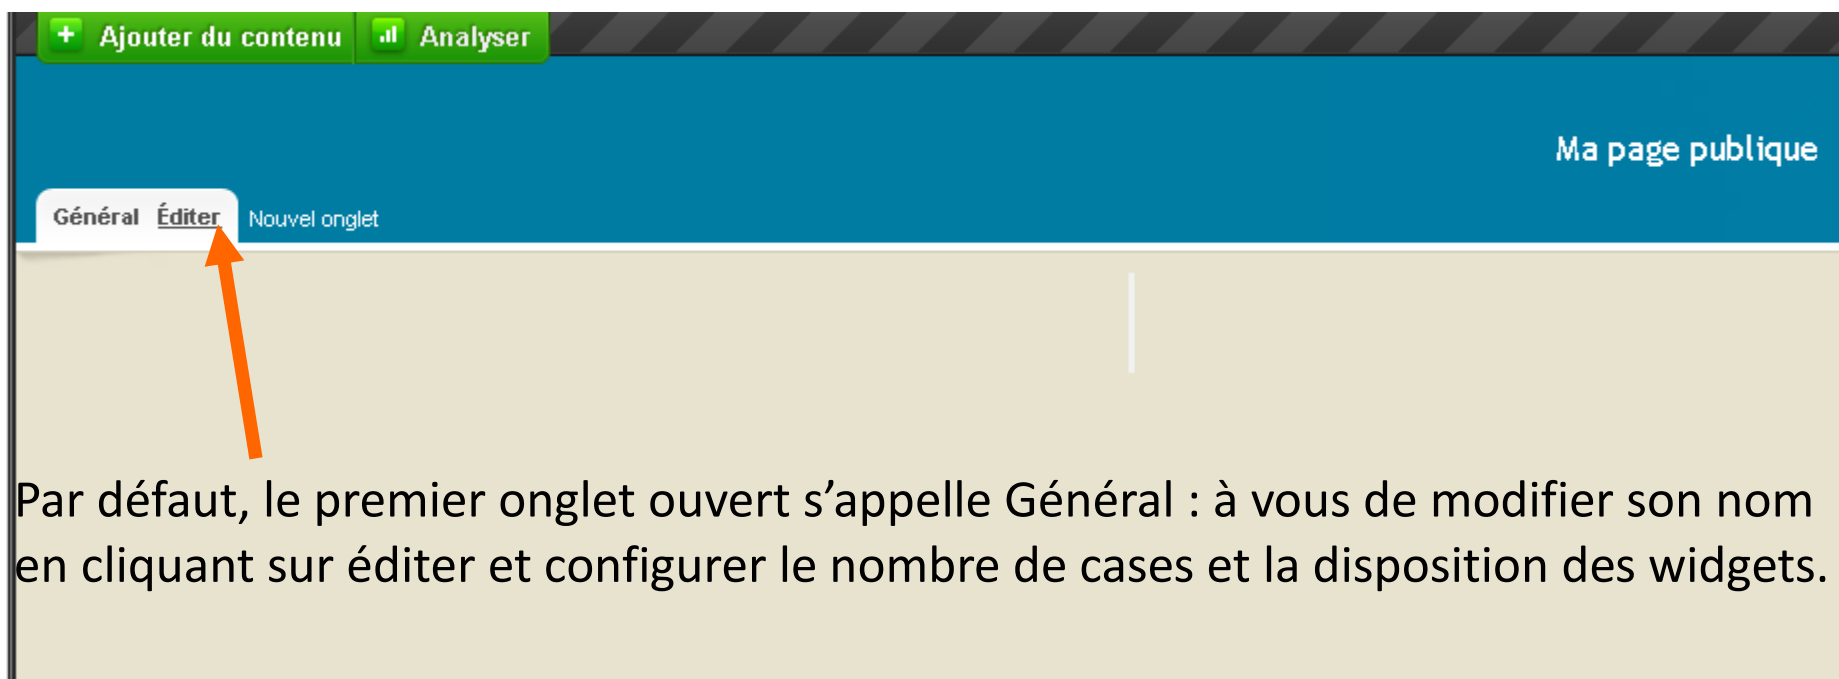 Ajouter du contenu Analyser
Ma page publique
Général Éditer Nouvel onglet
Par défaut, le premier onglet ouvert s’appelle Général : à vous de modifier son nom
en cliquant sur éditer et configurer le nombre de cases et la disposition des widgets.